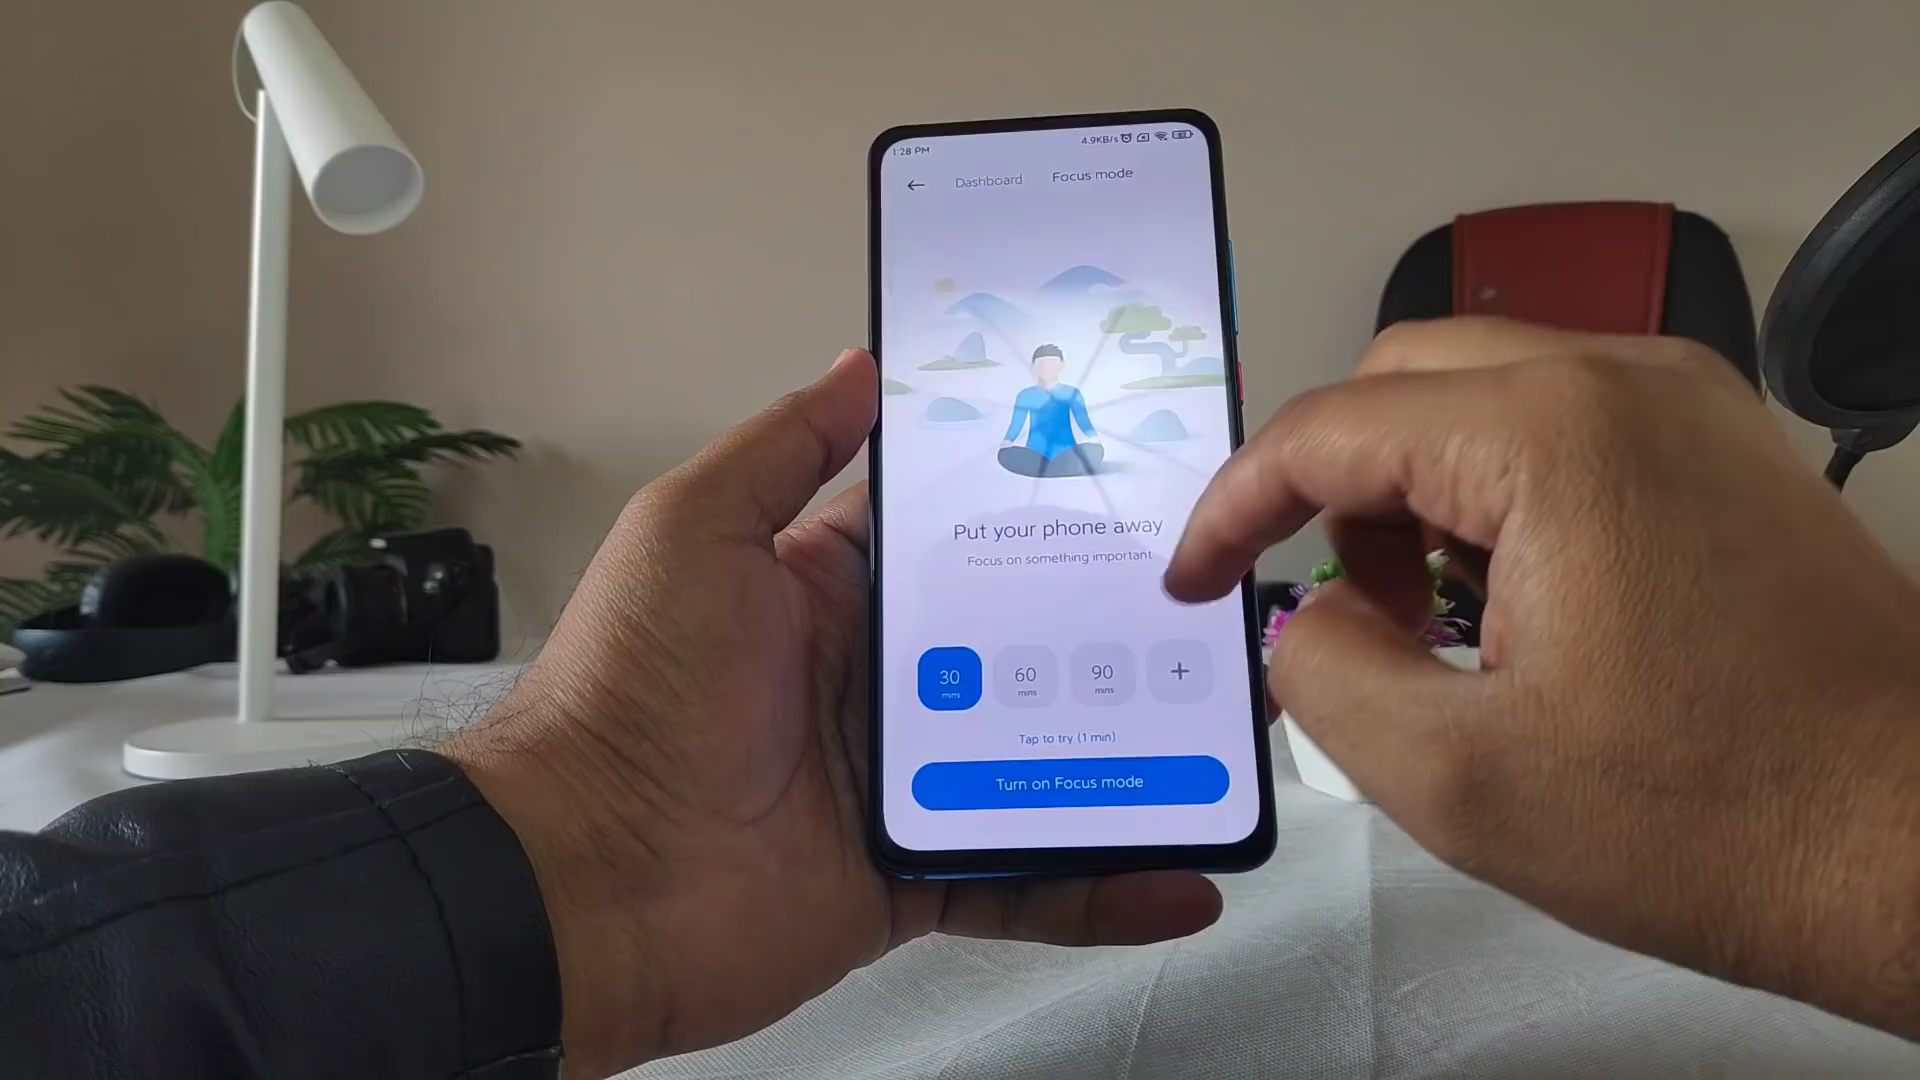 1:28 PM
4.9KB/s
Dashboard
Focus mode
Put your phone away
Focus on something important
30
mins
60
mins
90
mins
+
Tap to try (1 min)
Turn on Focus mode